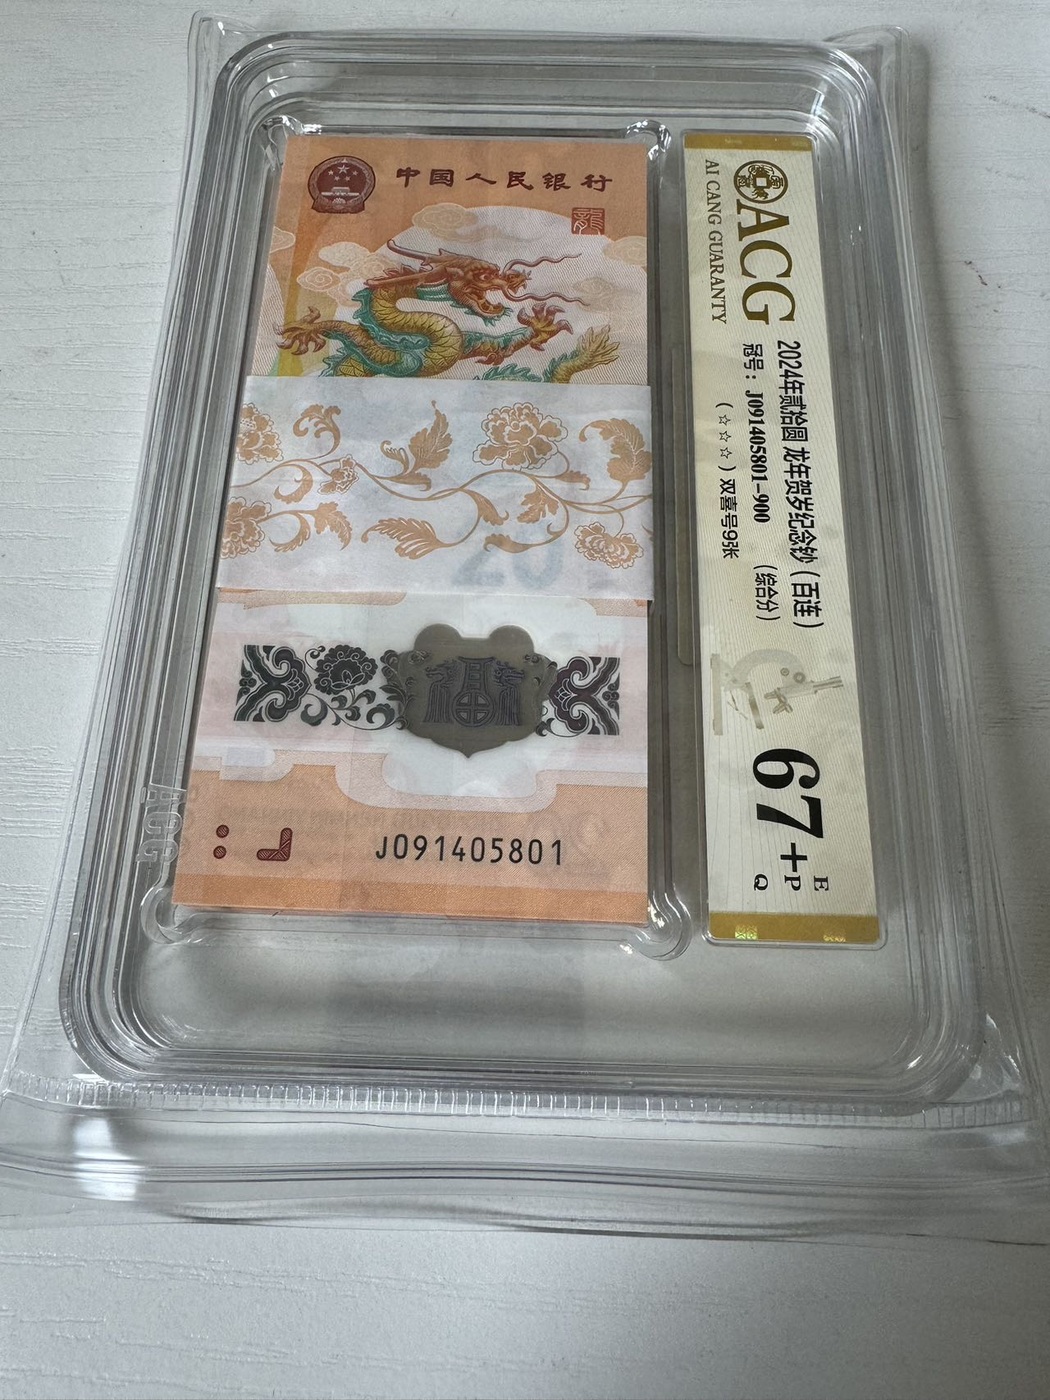 中国人民银行
龍
20
J091405801
ACG
ACG
AI CANG GUARANTY
2024年贰拾圆 龙年贺岁纪念钞（百连）
冠号：J091405801-900 (综合分)
(☆☆☆) 双喜号9张
67+
E
P
Q